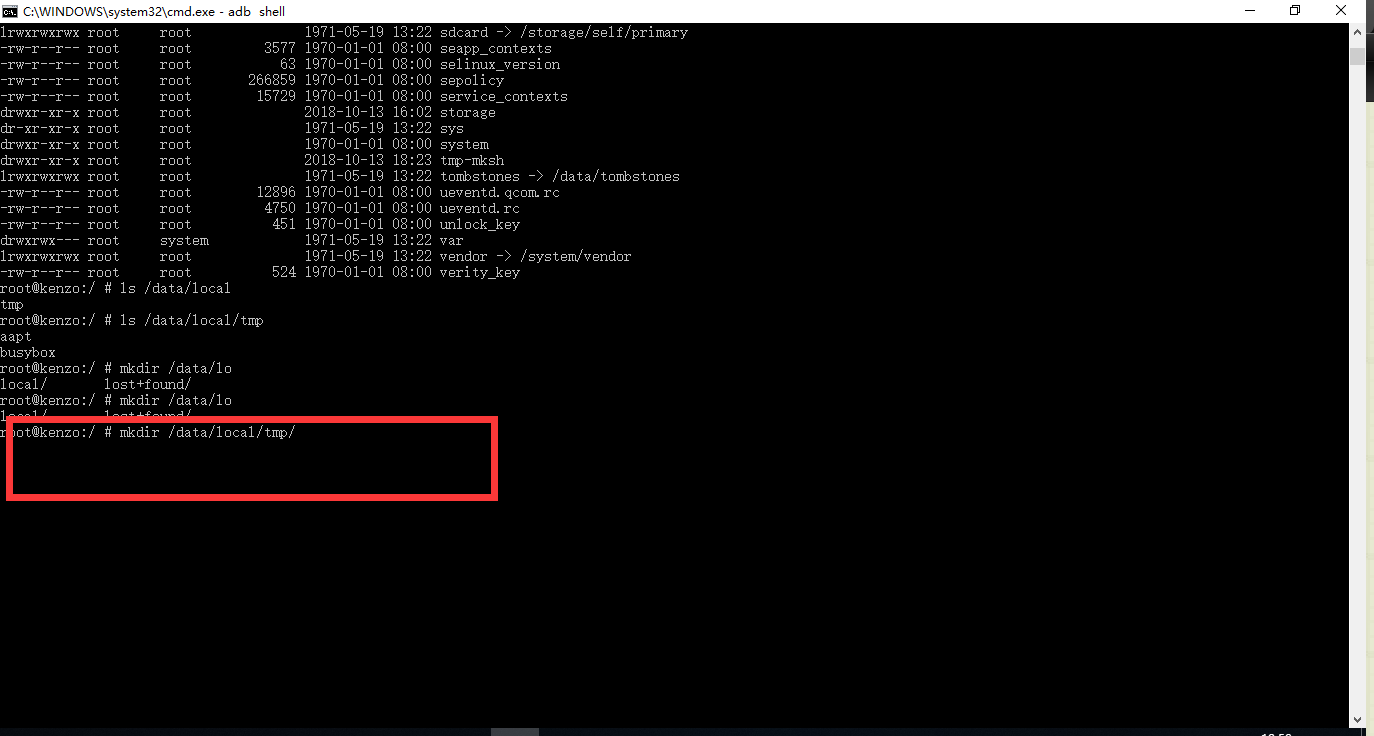 C:\WINDOWS\system32\cmd.exe - adb shell
lrwxrwxrwx root     root              1971-05-19 13:22 sdcard -> /storage/self/primary
-rw-r--r-- root     root         3577 1970-01-01 08:00 seapp_contexts
-rw-r--r-- root     root           63 1970-01-01 08:00 selinux_version
-rw-r--r-- root     root       266859 1970-01-01 08:00 sepolicy
-rw-r--r-- root     root        15729 1970-01-01 08:00 service_contexts
drwxr-xr-x root     root              2018-10-13 16:02 storage
dr-xr-xr-x root     root              1971-05-19 13:22 sys
drwxr-xr-x root     root              1970-01-01 08:00 system
drwxr-xr-x root     root              2018-10-13 18:23 tmp-mksh
lrwxrwxrwx root     root              1971-05-19 13:22 tombstones -> /data/tombstones
-rw-r--r-- root     root        12896 1970-01-01 08:00 ueventd.qcom.rc
-rw-r--r-- root     root         4750 1970-01-01 08:00 ueventd.rc
-rw-r--r-- root     root          451 1970-01-01 08:00 unlock_key
drwxrwx--- root     system            1971-05-19 13:22 var
lrwxrwxrwx root     root              1971-05-19 13:22 vendor -> /system/vendor
-rw-r--r-- root     root          524 1970-01-01 08:00 verity_key
root@kenzo:/ # ls /data/local
tmp
root@kenzo:/ # ls /data/local/tmp
aapt
busybox
root@kenzo:/ # mkdir /data/lo
local/       lost+found/
root@kenzo:/ # mkdir /data/lo
local/       lost+found/
root@kenzo:/ # mkdir /data/local/tmp/